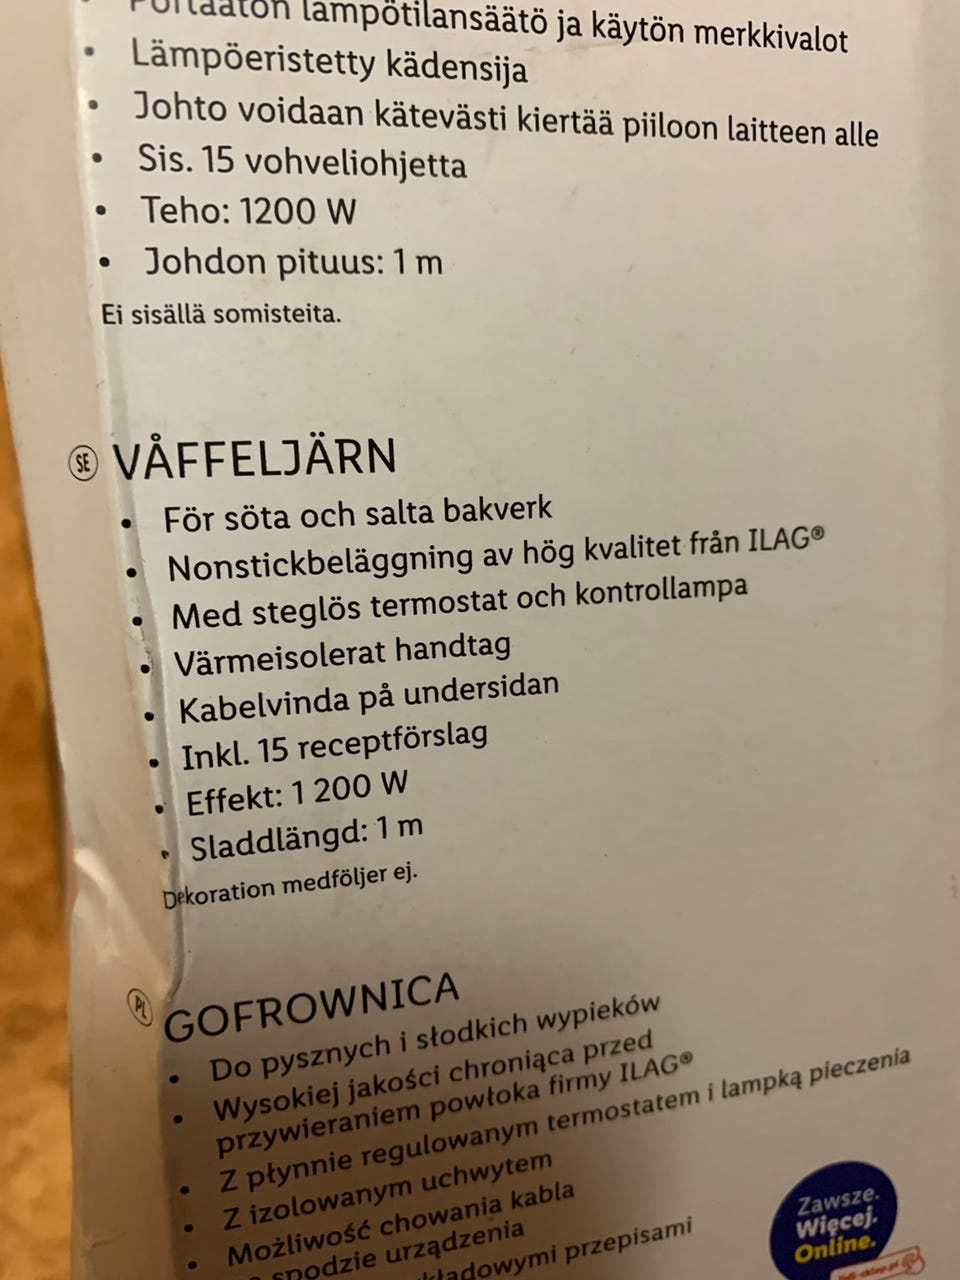 • Portaaton lämpötilansäätö ja käytön merkkivalot
• Lämpöeristetty kädensija
• Johto voidaan kätevästi kiertää piiloon laitteen alle
• Sis. 15 vohveliohjetta
• Teho: 1200 W
• Johdon pituus: 1 m
Ei sisällä somisteita.
SE VÅFFELJÄRN
• För söta och salta bakverk
• Nonstickbeläggning av hög kvalitet från ILAG®
• Med steglös termostat och kontrollampa
• Värmeisolerat handtag
• Kabelvinda på undersidan
• Inkl. 15 receptförslag
• Effekt: 1 200 W
• Sladdlängd: 1 m
Dekoration medföljer ej.
PL GOFROWNICA
• Do pysznych i słodkich wypieków
• Wysokiej jakości chroniąca przed
przywieraniem powłoka firmy ILAG®
• Z płynnie regulowanym termostatem i lampką pieczenia
• Z izolowanym uchwytem
• Możliwość chowania kabla
spodzie urządzenia
przepisami
Zawsze.
Więcej.
Online.